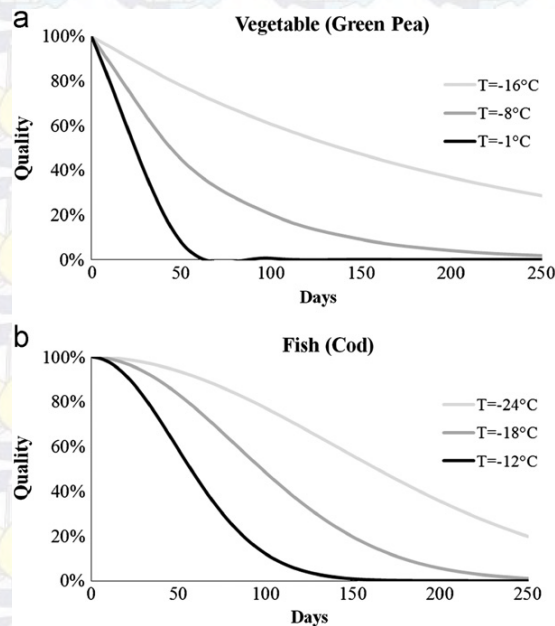 a
Vegetable (Green Pea)
100%
80%
60%
40%
20%
0%
Quality
T=-16°C
T=-8°C
T=-1°C
0 50 100 150 200 250
Days
b
Fish (Cod)
100%
80%
60%
40%
20%
0%
Quality
T=-24°C
T=-18°C
T=-12°C
0 50 100 150 200 250
Days